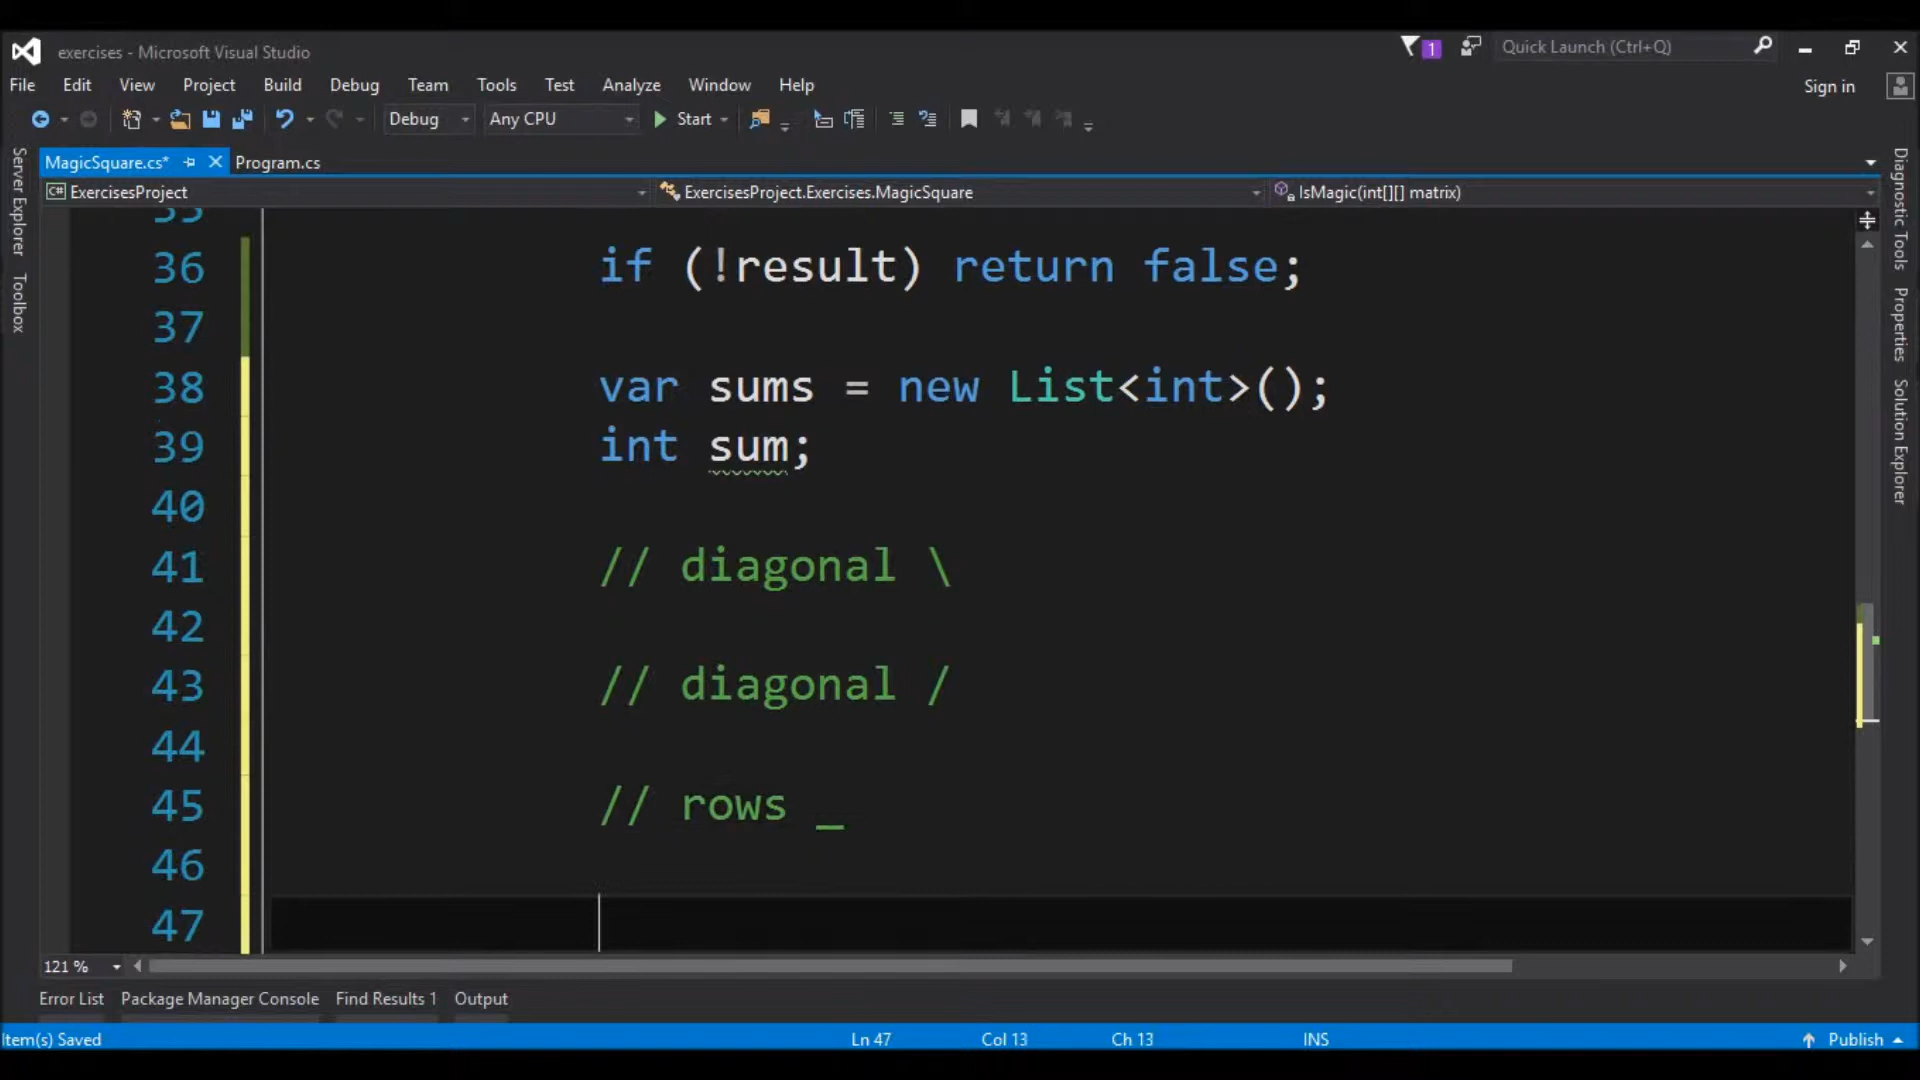 exercises - Microsoft Visual Studio
1
Quick Launch (Ctrl+Q)
File Edit View Project Build Debug Team Tools Test Analyze Window Help
Sign in
Debug Any CPU Start
Server Explorer
Toolbox
MagicSquare.cs* Program.cs
C# ExercisesProject ExercisesProject.Exercises.MagicSquare IsMagic(int[][] matrix)
35
36 if (!result) return false;
37
38 var sums = new List<int>();
39 int sum;
40
41 // diagonal \
42
43 // diagonal /
44
45 // rows _
46
47
Diagnostic Tools
Properties
Solution Explorer
121 %
Error List Package Manager Console Find Results 1 Output
Item(s) Saved Ln 47 Col 13 Ch 13 INS Publish